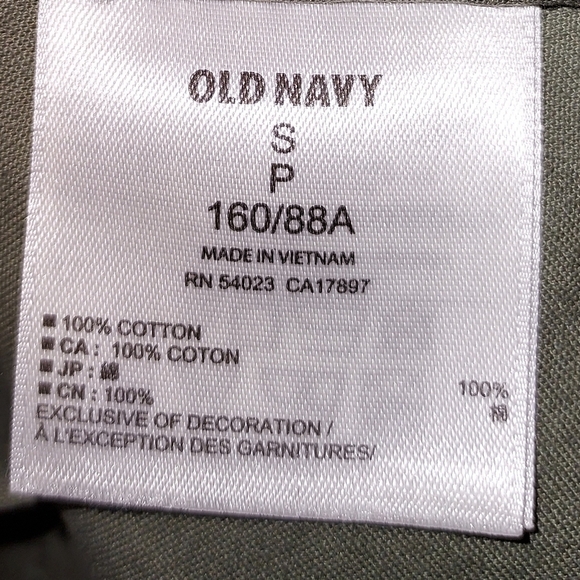 OLD NAVY
S
P
160/88A
MADE IN VIETNAM
RN 54023 CA17897
■ 100% COTTON
■ CA : 100% COTON
■ JP : 綿 100%
■ CN : 100% 棉
EXCLUSIVE OF DECORATION /
À L'EXCEPTION DES GARNITURES/